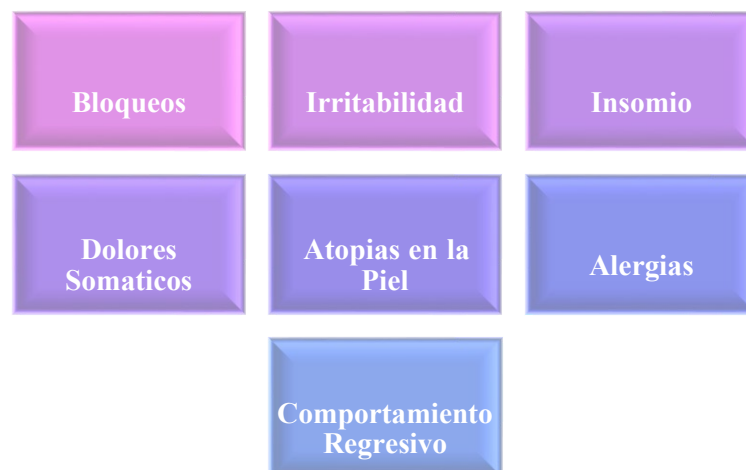 Bloqueos
Irritabilidad
Insomio
Dolores
Somaticos
Atopias en la
Piel
Alergias
Comportamiento
Regresivo